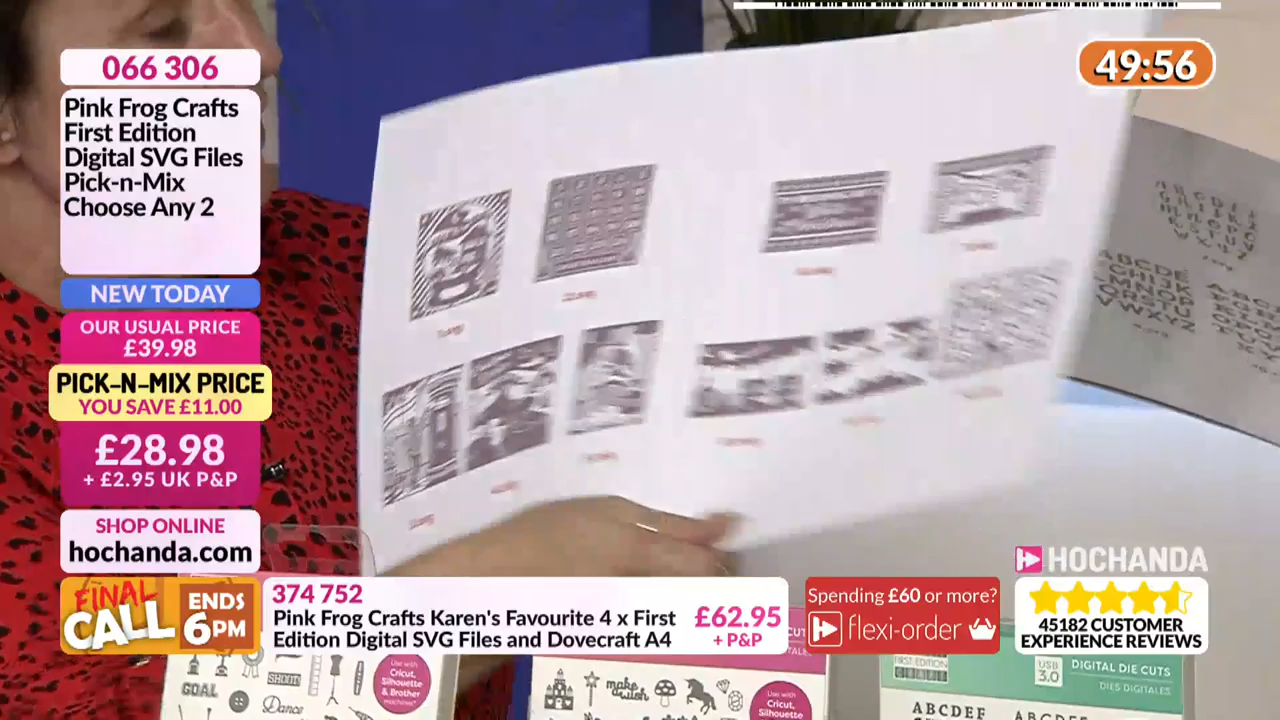 066 306
Pink Frog Crafts
First Edition
Digital SVG Files
Pick-n-Mix
Choose Any 2
NEW TODAY
OUR USUAL PRICE
£39.98
PICK-N-MIX PRICE
YOU SAVE £11.00
£28.98
+ £2.95 UK P&P
SHOP ONLINE
hochanda.com
49:56
HOCHANDA
FINAL CALL
ENDS 6PM
374 752
Pink Frog Crafts Karen's Favourite 4 x First
Edition Digital SVG Files and Dovecraft A4
£62.95
+ P&P
Spending £60 or more?
flexi-order
45182 CUSTOMER
EXPERIENCE REVIEWS
GOAL
SHOOT
Dance
Use with
Cricut,
Silhouette
& Brother
make a
wish
Use with
Cricut,
Silhouette
FIRST EDITION
USB
3.0
DIGITAL DIE CUTS
DIES DIGITALES
ABCDEF